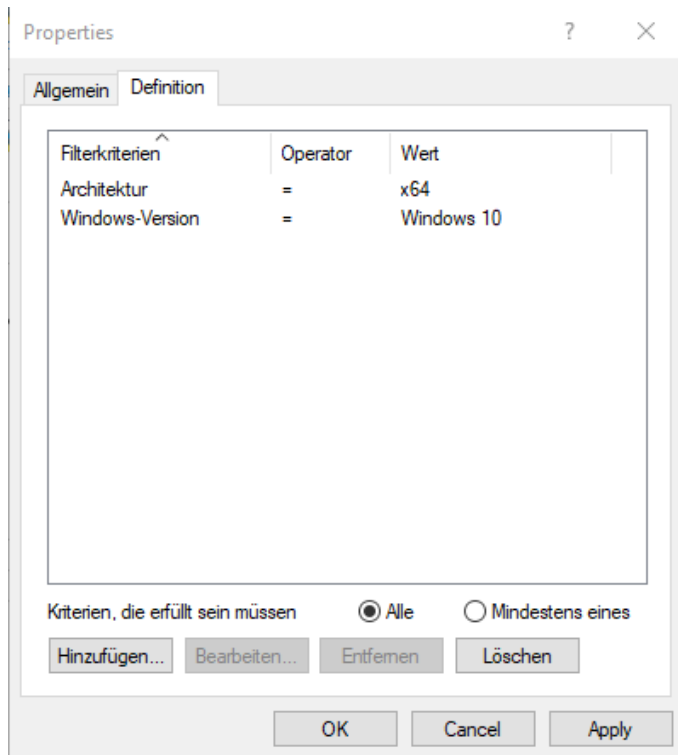 Properties ?
Allgemein Definition
Filterkriterien Operator Wert
Architektur = x64
Windows-Version = Windows 10
Kriterien, die erfüllt sein müssen Alle Mindestens eines
Hinzufügen... Bearbeiten... Entfernen Löschen
OK Cancel Apply